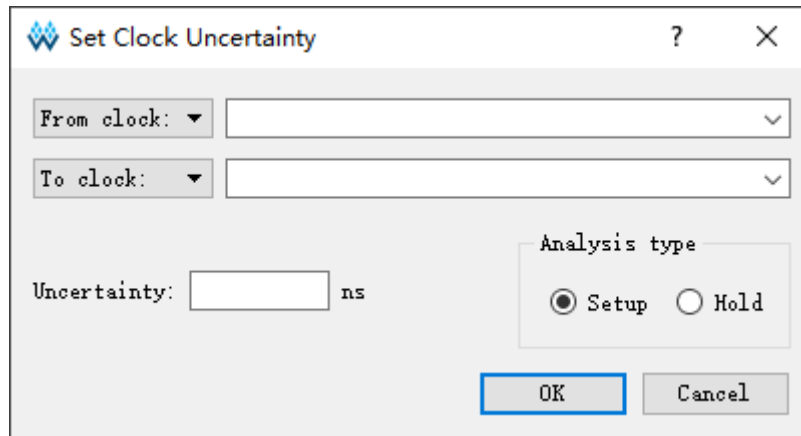 Set Clock Uncertainty ?
From clock:
To clock:
Analysis type
Uncertainty: ns Setup Hold
OK Cancel